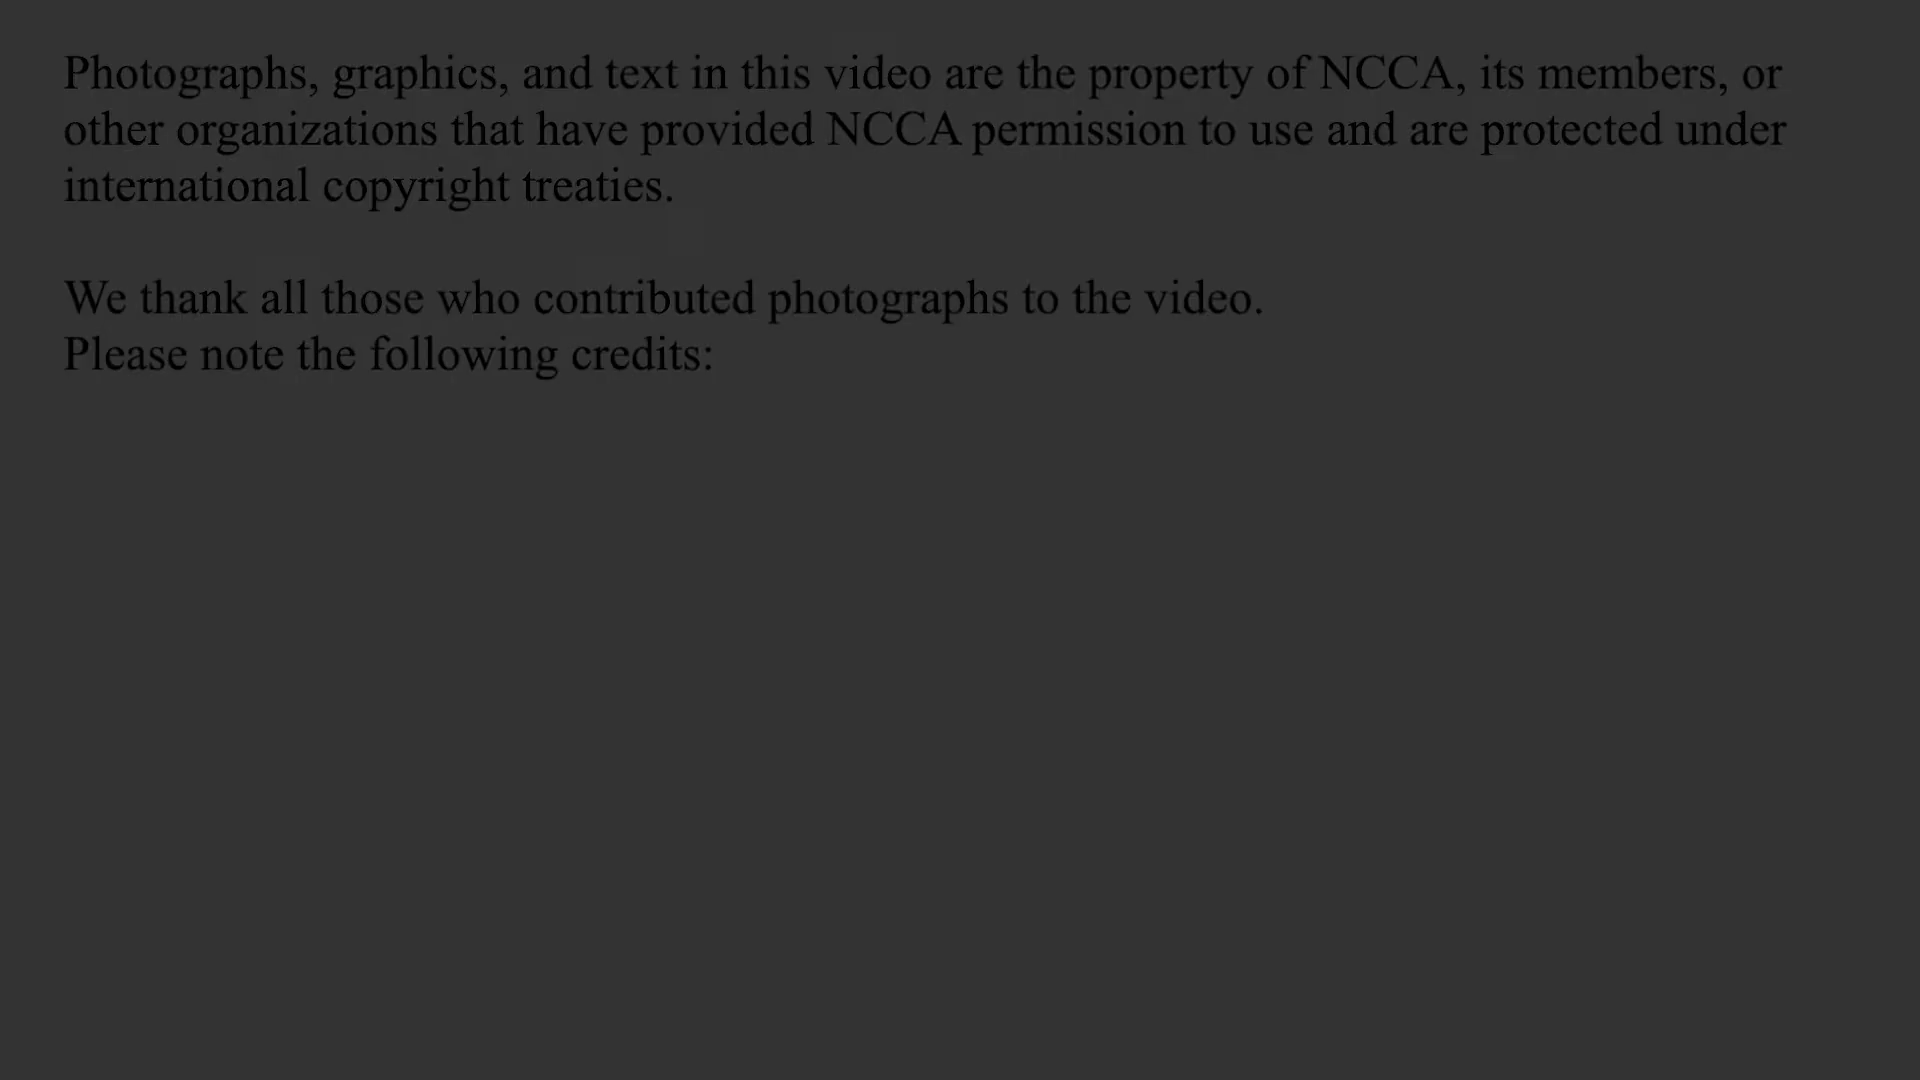 Photographs, graphics, and text in this video are the property of NCCA, its members, or
other organizations that have provided NCCA permission to use and are protected under
international copyright treaties.
We thank all those who contributed photographs to the video.
Please note the following credits: